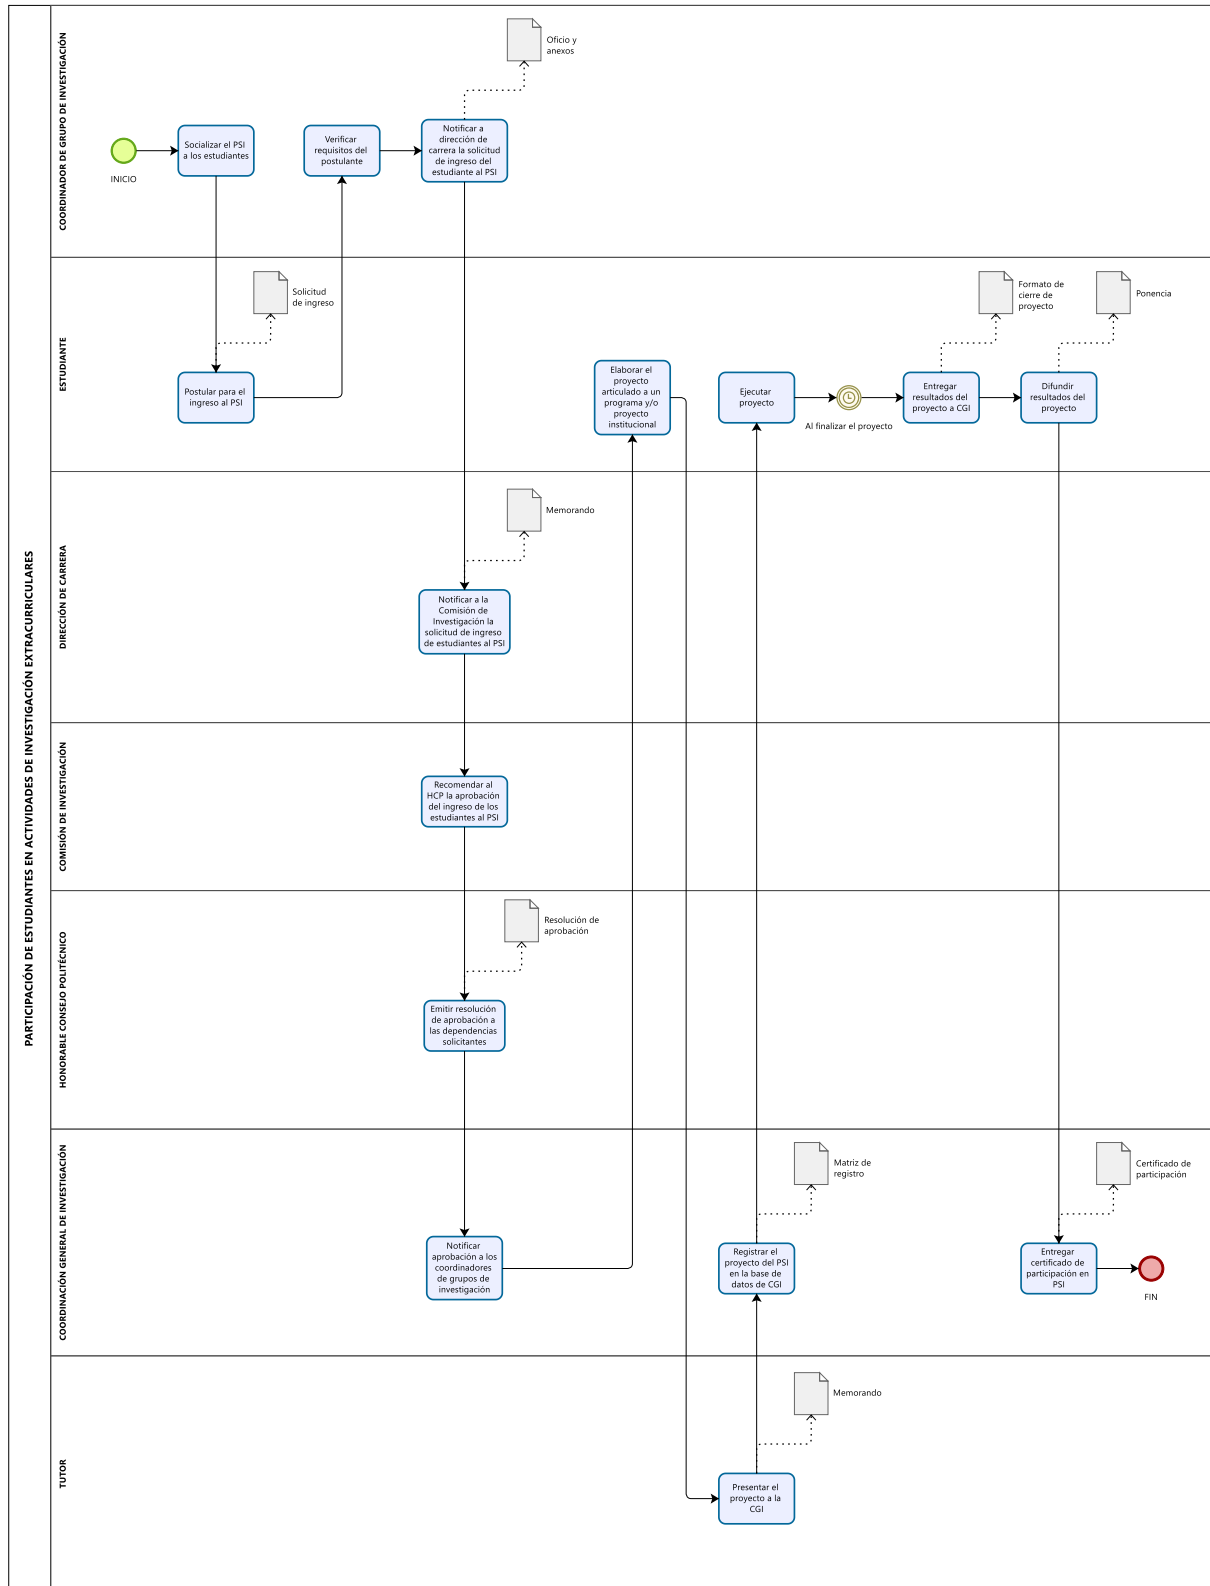 PARTICIPACIÓN DE ESTUDIANTES EN ACTIVIDADES DE INVESTIGACIÓN EXTRACURRICULARES
COORDINADOR DE GRUPO DE INVESTIGACIÓN
INICIO
Socializar el PSI
a los estudiantes
Verificar
requisitos del
postulante
Notificar a
dirección de
carrera la solicitud
de ingreso del
estudiante al PSI
Oficio y
anexos
ESTUDIANTE
Solicitud
de ingreso
Postular para el
ingreso al PSI
Elaborar el
proyecto
articulado a un
programa y/o
proyecto
institucional
Ejecutar
proyecto
Al finalizar el proyecto
Formato de
cierre de
proyecto
Entregar
resultados del
proyecto a CGI
Ponencia
Difundir
resultados del
proyecto
DIRECCIÓN DE CARRERA
Memorando
Notificar a la
Comisión de
Investigación la
solicitud de ingreso
de estudiantes al PSI
COMISIÓN DE INVESTIGACIÓN
Recomendar al
HCP la aprobación
del ingreso de los
estudiantes al PSI
HONORABLE CONSEJO POLITÉCNICO
Resolución de
aprobación
Emitir resolución
de aprobación a
las dependencias
solicitantes
COORDINACIÓN GENERAL DE INVESTIGACIÓN
Notificar
aprobación a los
coordinadores
de grupos de
investigación
Matriz de
registro
Registrar el
proyecto del PSI
en la base de
datos de CGI
Certificado de
participación
Entregar
certificado de
participación en
PSI
FIN
TUTOR
Memorando
Presentar el
proyecto a la
CGI